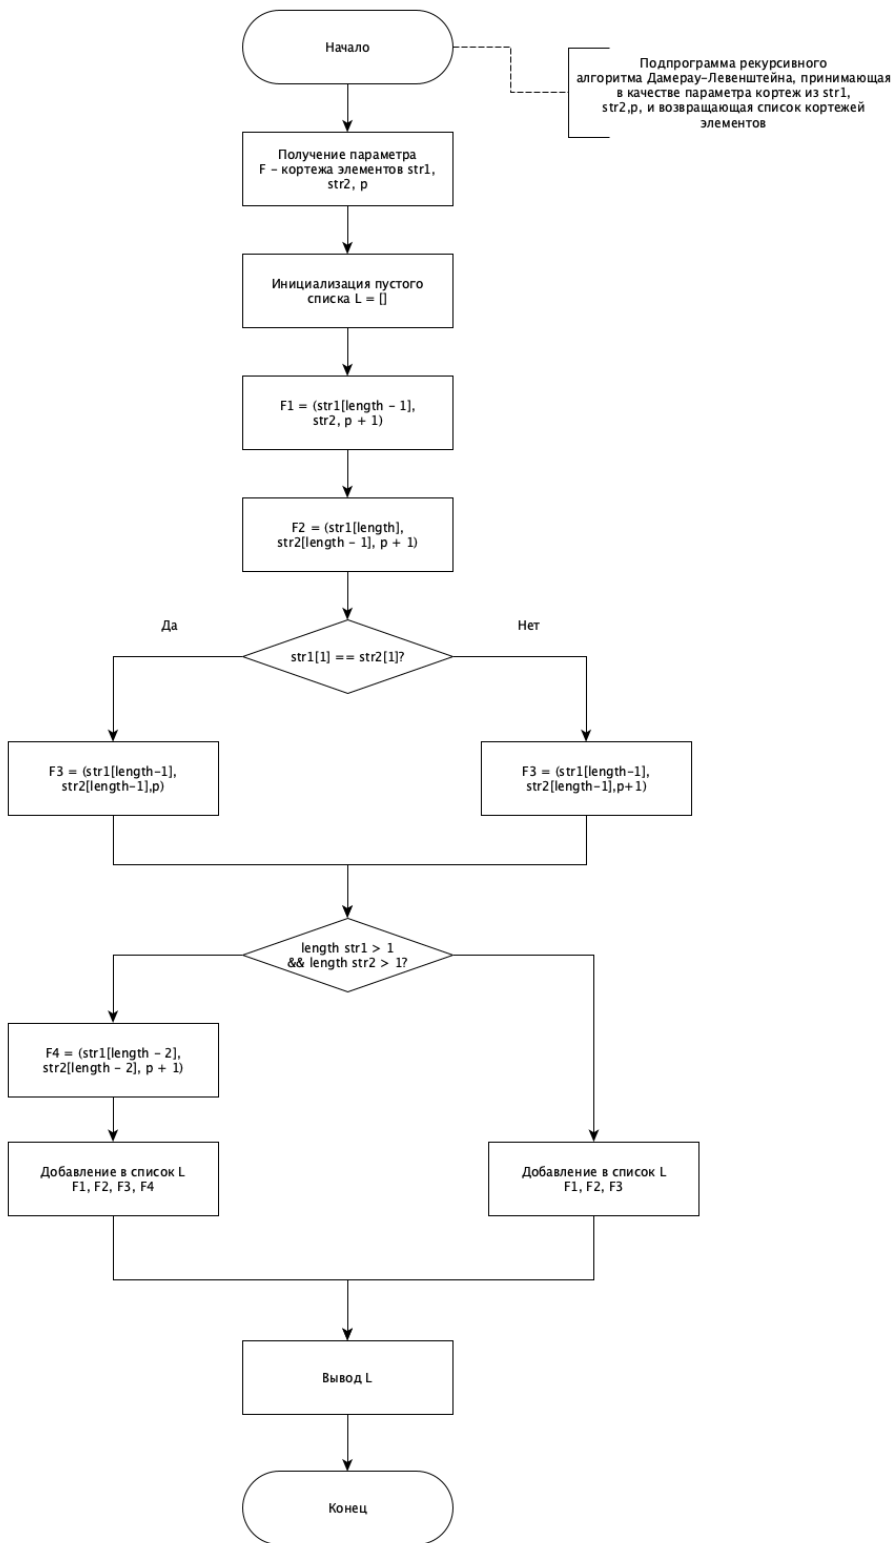 Начало
Подпрограмма рекурсивного
алгоритма Дамерау–Левенштейна, принимающая
в качестве параметра кортеж из str1,
str2,p, и возвращающая список кортежей
элементов
Получение параметра
F – кортежа элементов str1,
str2, p
Инициализация пустого
списка L = []
F1 = (str1[length – 1],
str2, p + 1)
F2 = (str1[length],
str2[length – 1], p + 1)
Да
Нет
str1[1] == str2[1]?
F3 = (str1[length–1],
str2[length–1],p)
F3 = (str1[length–1],
str2[length–1],p+1)
length str1 > 1
&& length str2 > 1?
F4 = (str1[length – 2],
str2[length – 2], p + 1)
Добавление в список L
F1, F2, F3, F4
Добавление в список L
F1, F2, F3
Вывод L
Конец